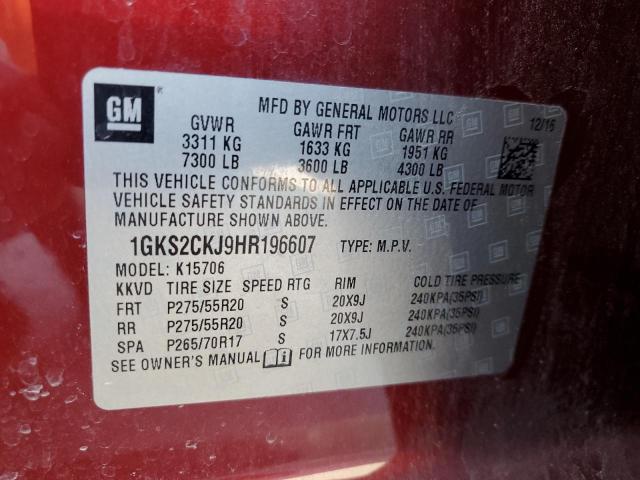 GM
MFD BY GENERAL MOTORS LLC
12/16
GVWR GAWR FRT GAWR RR
3311 KG 1633 KG 1951 KG
7300 LB 3600 LB 4300 LB
THIS VEHICLE CONFORMS TO ALL APPLICABLE U.S. FEDERAL MOTOR
VEHICLE SAFETY STANDARDS IN EFFECT ON THE DATE OF
MANUFACTURE SHOWN ABOVE.
1GKS2CKJ9HR196607 TYPE: M.P.V.
MODEL: K15706
KKVD TIRE SIZE SPEED RTG RIM COLD TIRE PRESSURE
FRT P275/55R20 S 20X9J 240KPA(35PSI)
RR P275/55R20 S 20X9J 240KPA(35PSI)
SPA P265/70R17 S 17X7.5J 240KPA(35PSI)
SEE OWNER'S MANUAL FOR MORE INFORMATION.